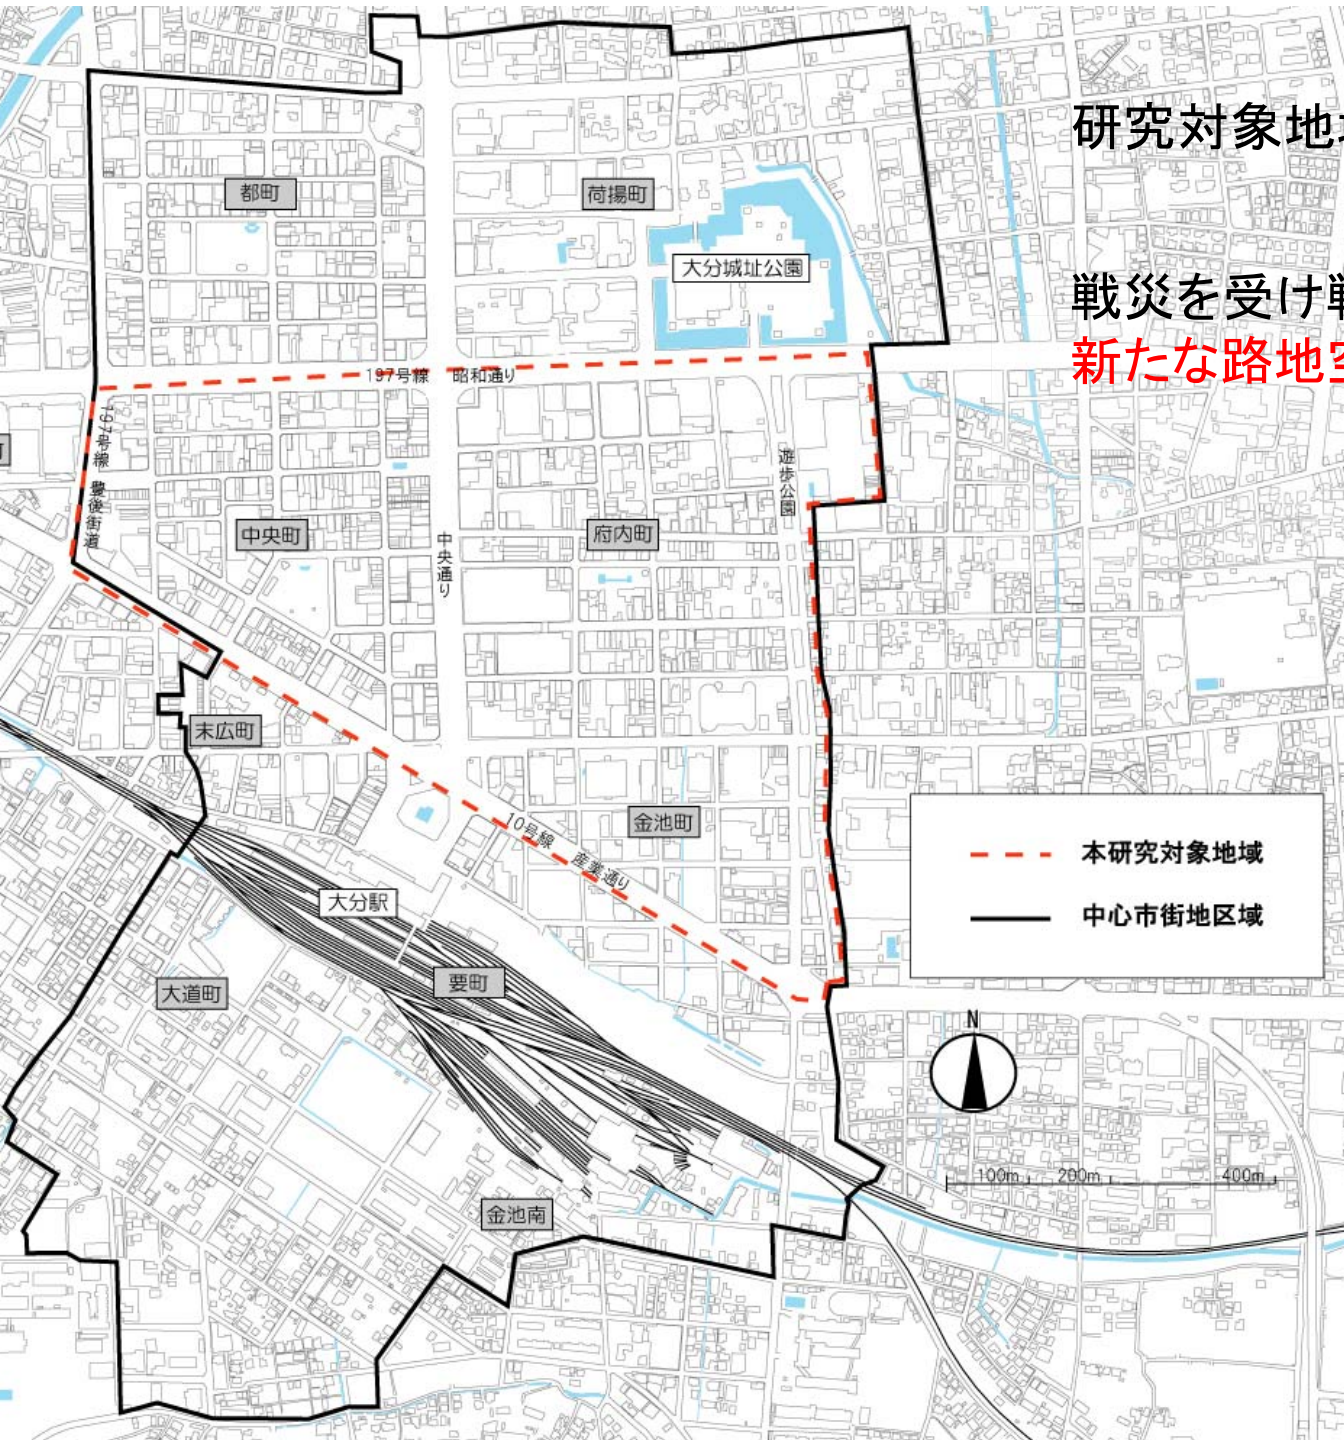 研究対象地
都町
荷揚町
大分城址公園
戦災を受け戦
新たな路地空
197号線 昭和通り
197号線 豊後街道
遊歩公園
中央町
府内町
中央通り
末広町
金池町
10号線 産業通り
本研究対象地域
中心市街地区域
大分駅
要町
大道町
N
100m 200m 400m
金池南